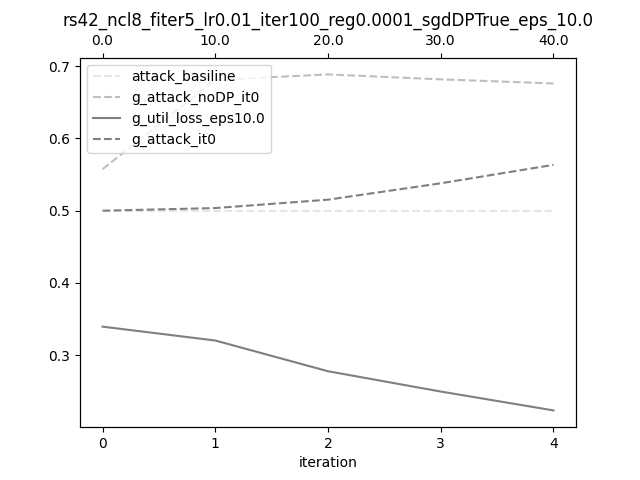 rs42_ncl8_fiter5_lr0.01_iter100_reg0.0001_sgdDPTrue_eps_10.0
0.0 10.0 20.0 30.0 40.0
attack_basiline
g_attack_noDP_it0
g_util_loss_eps10.0
g_attack_it0
0.7
0.6
0.5
0.4
0.3
0 1 2 3 4
iteration